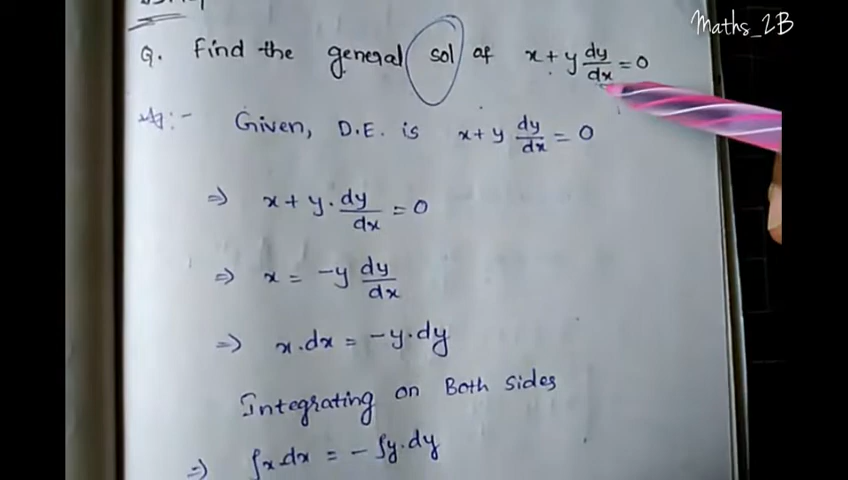 Maths_2B
Q. Find the general sol of x + y dy/dx = 0
Given, D.E. is x + y dy/dx = 0
⇒ x + y . dy/dx = 0
⇒ x = -y dy/dx
⇒ x.dx = -y.dy
Integrating on Both sides
⇒ ∫x.dx = -∫y.dy